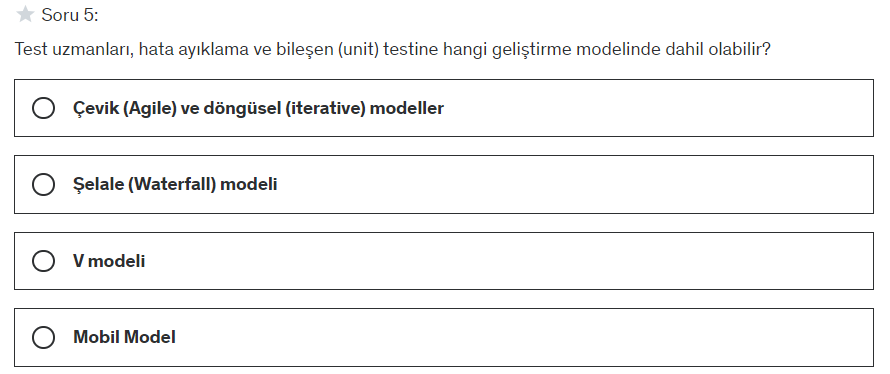 Soru 5:
Test uzmanları, hata ayıklama ve bileşen (unit) testine hangi geliştirme modelinde dahil olabilir?
Çevik (Agile) ve döngüsel (iterative) modeller
Şelale (Waterfall) modeli
V modeli
Mobil Model